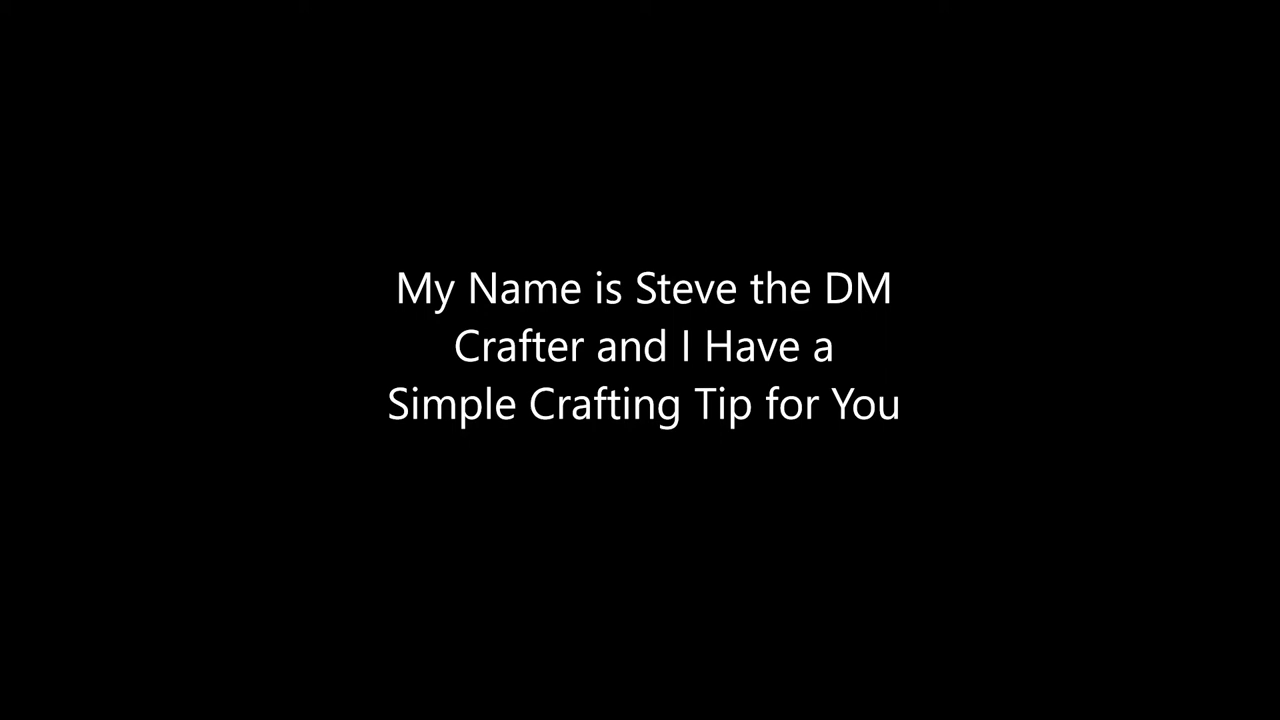 My Name is Steve the DM
Crafter and I Have a
Simple Crafting Tip for You